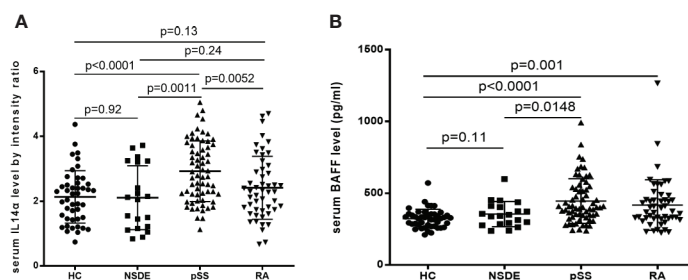 A
p=0.13
p=0.24
p<0.0001
p=0.0052
p=0.92
p=0.0011
serum IL14α level by intensity ratio
6
4
2
0
HC NSDE pSS RA
B
1500
1000
500
0
serum BAFF level (pg/ml)
p=0.001
p<0.0001
p=0.0148
p=0.11
HC NSDE pSS RA